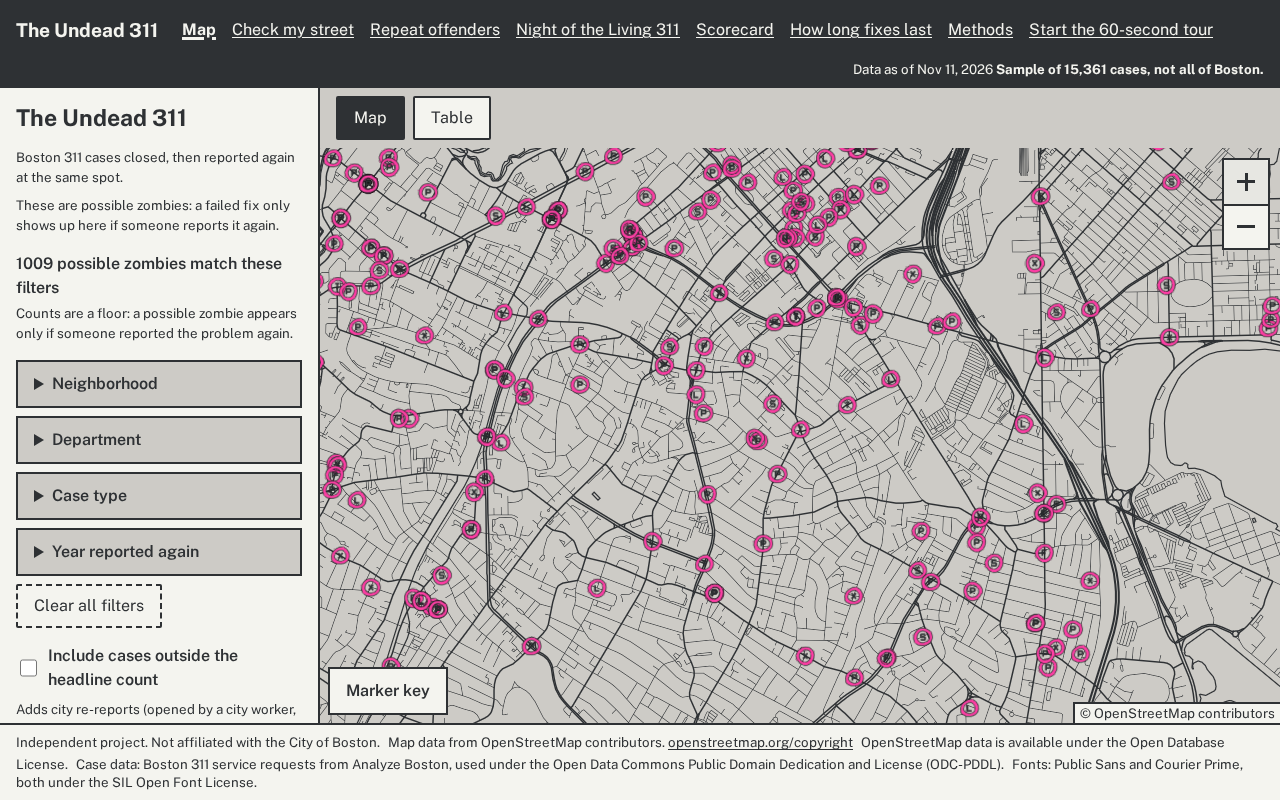 The Undead 311
Map
Check my street
Repeat offenders
Night of the Living 311
Scorecard
How long fixes last
Methods
Start the 60-second tour
Data as of Nov 11, 2026 Sample of 15,361 cases, not all of Boston.
The Undead 311
Boston 311 cases closed, then reported again
at the same spot.
These are possible zombies: a failed fix only
shows up here if someone reports it again.
1009 possible zombies match these
filters
Counts are a floor: a possible zombie appears
only if someone reported the problem again.
Neighborhood
Department
Case type
Year reported again
Clear all filters
Include cases outside the
headline count
Adds city re-reports (opened by a city worker,
Map
Table
+
−
Marker key
© OpenStreetMap contributors
Independent project. Not affiliated with the City of Boston. Map data from OpenStreetMap contributors. openstreetmap.org/copyright OpenStreetMap data is available under the Open Database
License. Case data: Boston 311 service requests from Analyze Boston, used under the Open Data Commons Public Domain Dedication and License (ODC-PDDL). Fonts: Public Sans and Courier Prime,
both under the SIL Open Font License.